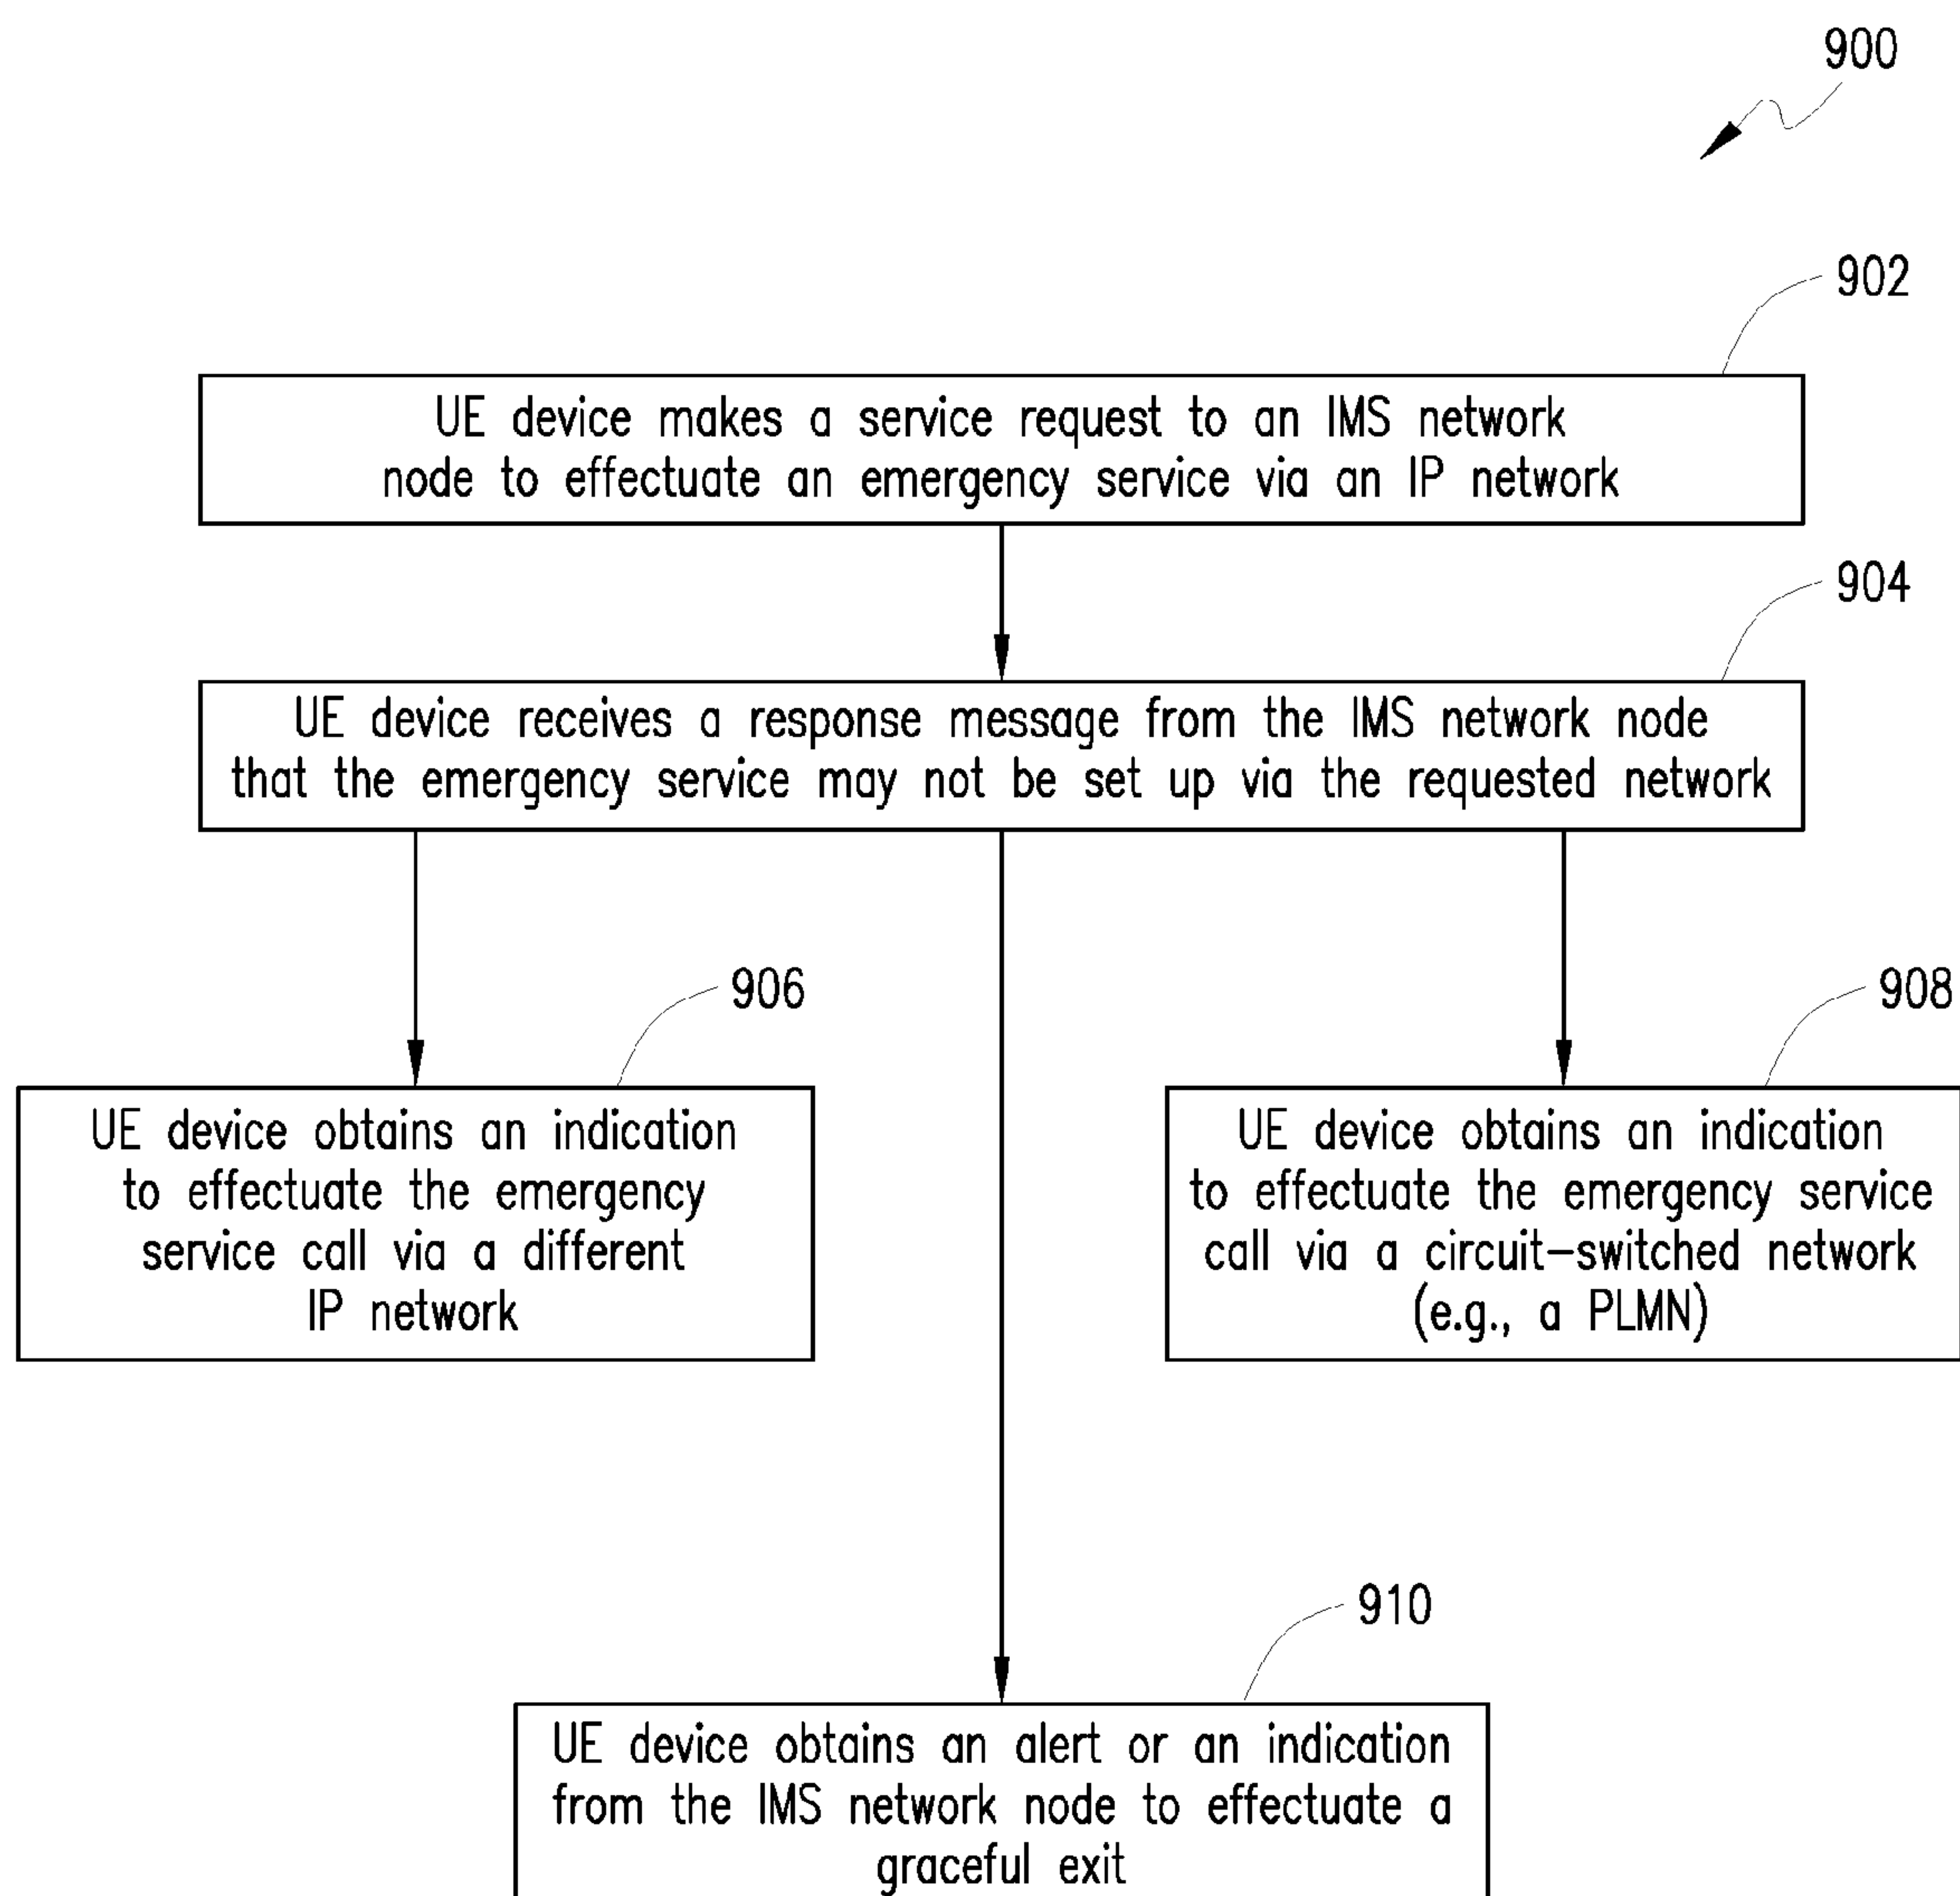 900
902
UE device makes a service request to an IMS network
node to effectuate an emergency service via an IP network
904
UE device receives a response message from the IMS network node
that the emergency service may not be set up via the requested network
906
UE device obtains an indication
to effectuate the emergency
service call via a different
IP network
908
UE device obtains an indication
to effectuate the emergency service
call via a circuit-switched network
(e.g., a PLMN)
910
UE device obtains an alert or an indication
from the IMS network node to effectuate a
graceful exit